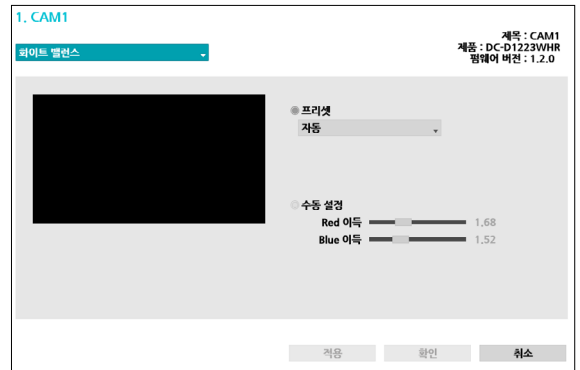 1. CAM1
제목 : CAM1
화이트 밸런스
제품 : DC-D1223WHR
펌웨어 버전 : 1.2.0
프리셋
자동
수동 설정
Red 이득 1.68
Blue 이득 1.52
적용 확인 취소